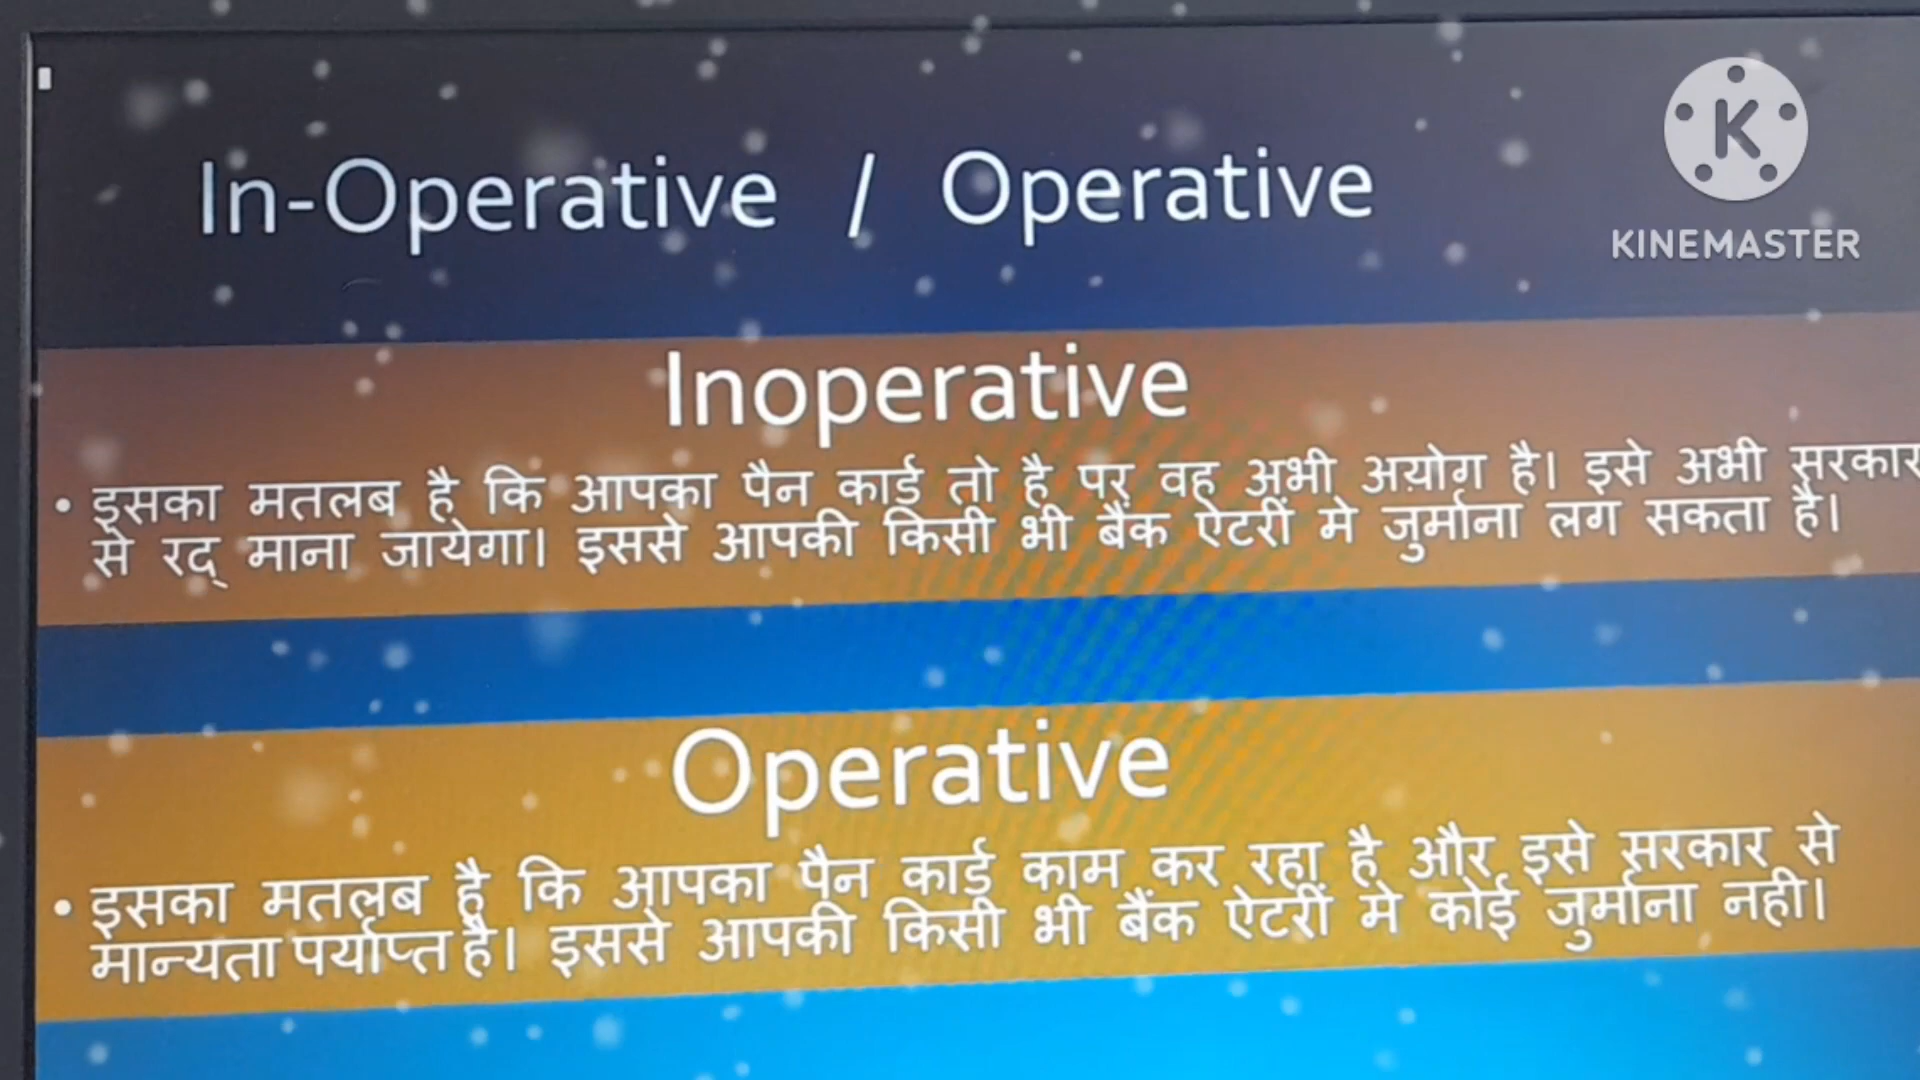 In-Operative / Operative
KINEMASTER
Inoperative
• इसका मतलब है कि आपका पैन कार्ड तो है पर वह अभी अय़ोग है। इसे अभी सरकार
से रद् माना जायेगा। इससे आपकी किसी भी बैंक ऐटरीं मे जुर्माना लग सकता है।
Operative
• इसका मतलब है कि आपका पैन कार्ड काम कर रहा है और इसे सरकार से
मान्यता पर्याप्त है। इससे आपकी किसी भी बैंक ऐटरीं मे कोई जुर्माना नही।